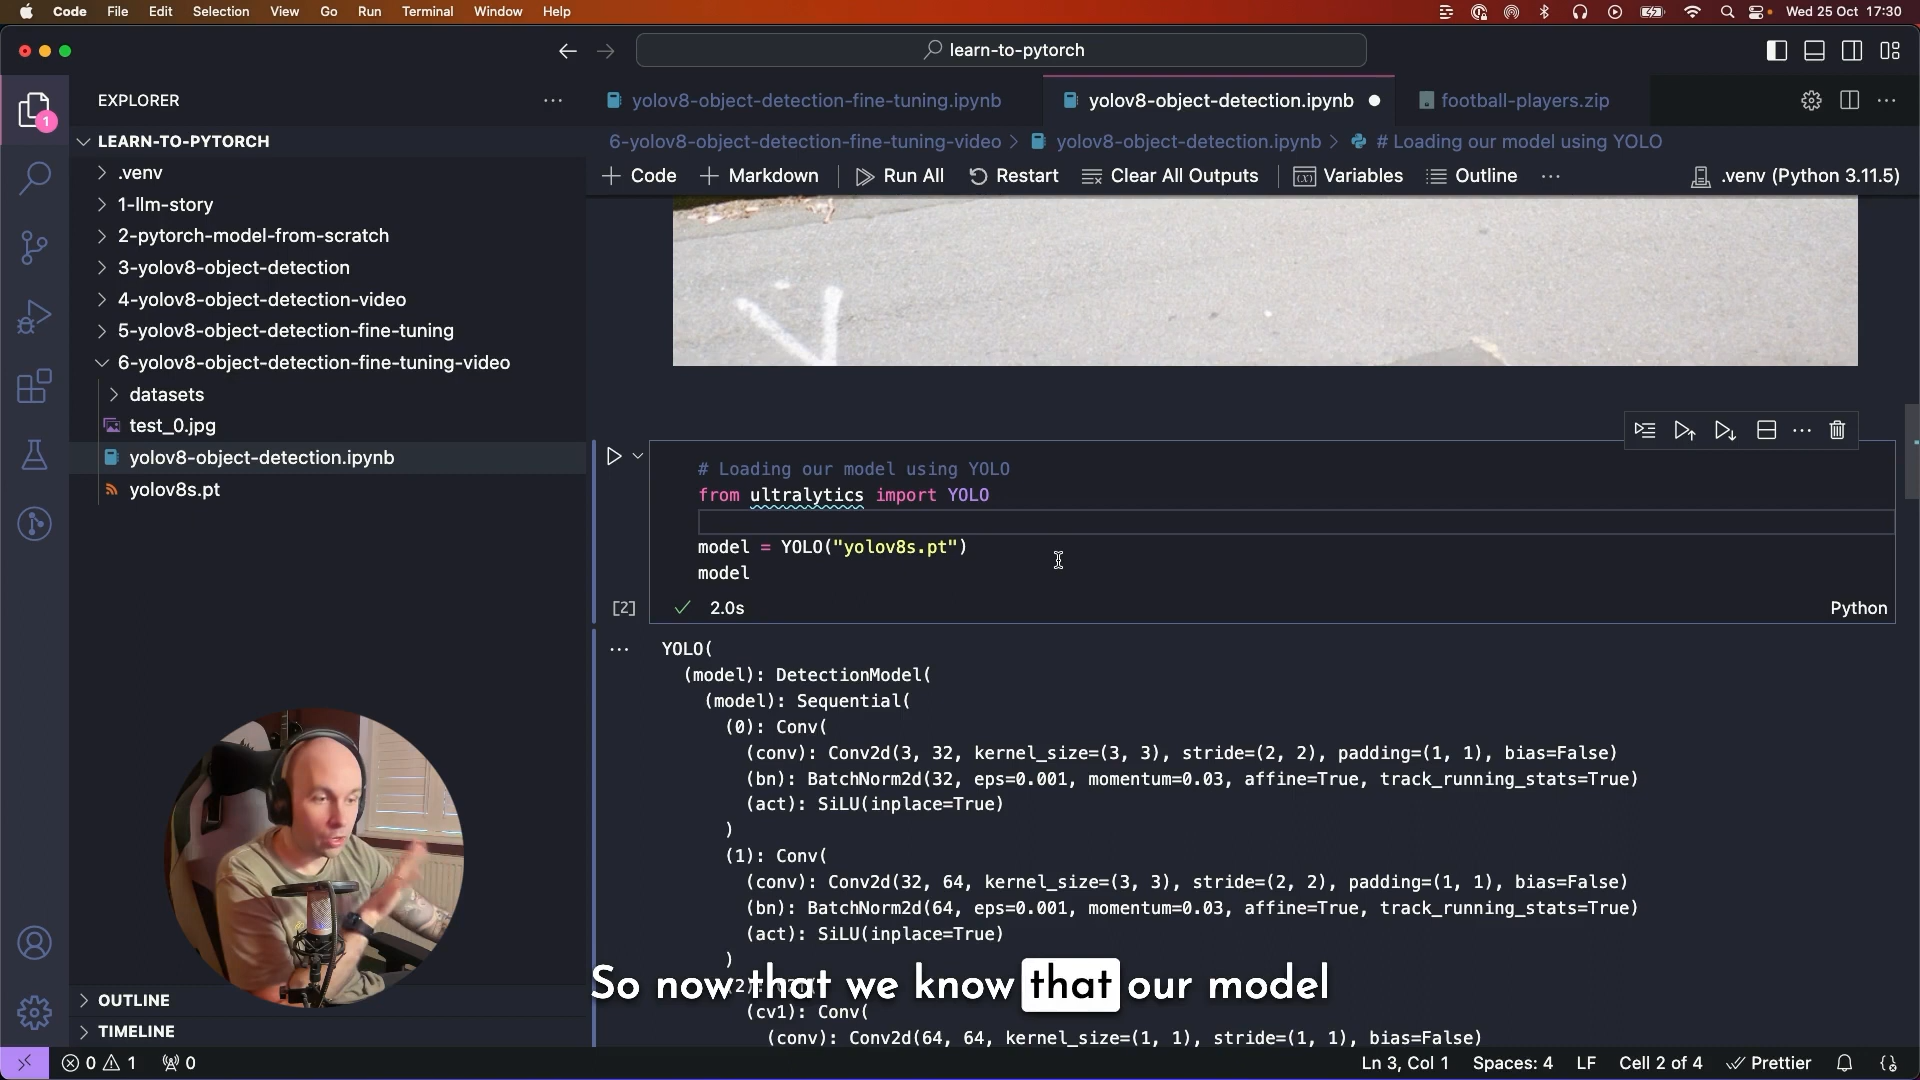 Code File Edit Selection View Go Run Terminal Window Help
Wed 25 Oct 17:30
learn-to-pytorch
EXPLORER
LEARN-TO-PYTORCH
.venv
1-llm-story
2-pytorch-model-from-scratch
3-yolov8-object-detection
4-yolov8-object-detection-video
5-yolov8-object-detection-fine-tuning
6-yolov8-object-detection-fine-tuning-video
datasets
test_0.jpg
yolov8-object-detection.ipynb
yolov8s.pt
OUTLINE
TIMELINE
1
yolov8-object-detection-fine-tuning.ipynb
yolov8-object-detection.ipynb
football-players.zip
6-yolov8-object-detection-fine-tuning-video > yolov8-object-detection.ipynb > # Loading our model using YOLO
+ Code + Markdown Run All Restart Clear All Outputs Variables Outline ... .venv (Python 3.11.5)
# Loading our model using YOLO
from ultralytics import YOLO
model = YOLO("yolov8s.pt")
model
[2] 2.0s Python
YOLO(
(model): DetectionModel(
(model): Sequential(
(0): Conv(
(conv): Conv2d(3, 32, kernel_size=(3, 3), stride=(2, 2), padding=(1, 1), bias=False)
(bn): BatchNorm2d(32, eps=0.001, momentum=0.03, affine=True, track_running_stats=True)
(act): SiLU(inplace=True)
)
(1): Conv(
(conv): Conv2d(32, 64, kernel_size=(3, 3), stride=(2, 2), padding=(1, 1), bias=False)
(bn): BatchNorm2d(64, eps=0.001, momentum=0.03, affine=True, track_running_stats=True)
(act): SiLU(inplace=True)
)
So now that we know that our model
(cv1): Conv(
(conv): Conv2d(64, 64, kernel_size=(1, 1), stride=(1, 1), bias=False)
0 1 0
Ln 3, Col 1 Spaces: 4 LF Cell 2 of 4 Prettier